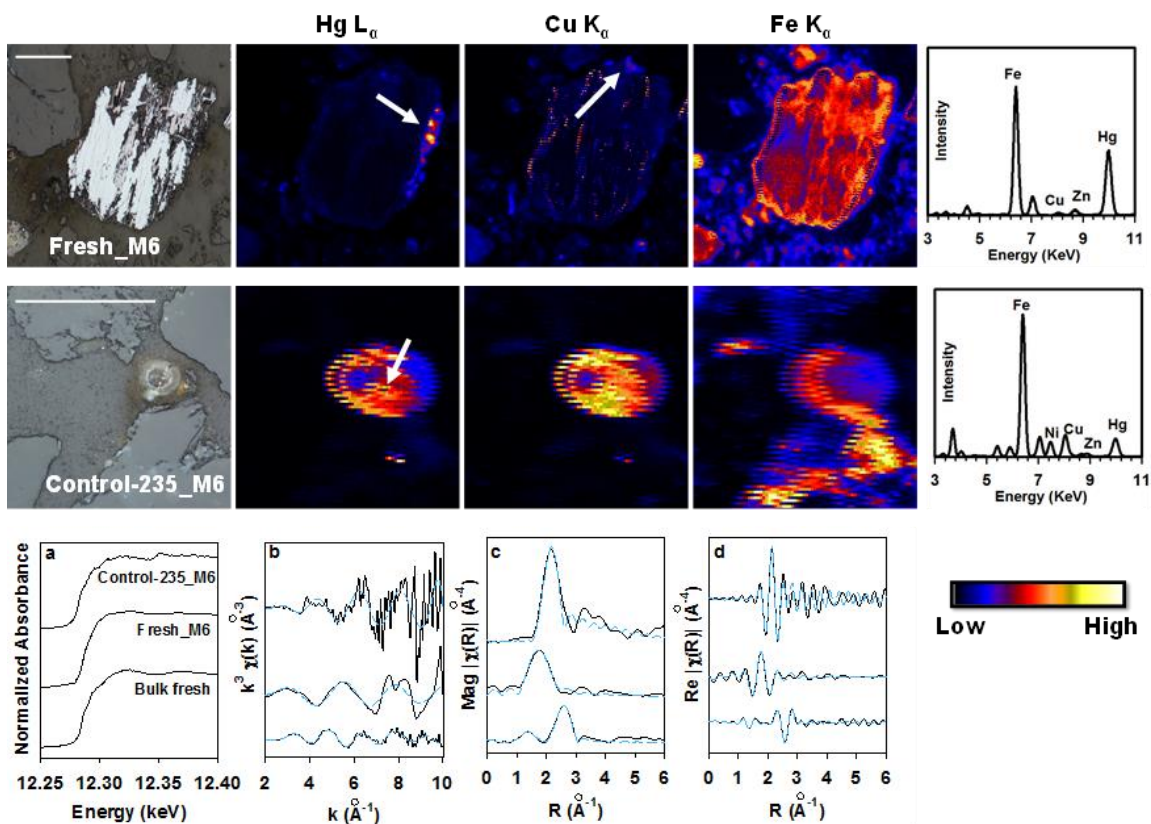 Hg Lα Cu Kα Fe Kα
Fresh_M6
Intensity
Fe
Cu
Zn
Hg
3 5 7 9 11
Energy (KeV)
Control-235_M6
Intensity
Fe
Ni
Cu
Zn
Hg
3 5 7 9 11
Energy (KeV)
a
Normalized Absorbance
Control-235_M6
Fresh_M6
Bulk fresh
12.25 12.30 12.35 12.40
Energy (keV)
b
k³ χ(k) (Å⁻³)
2 4 6 8 10
k (Å⁻¹)
c
Mag |χ(R)| (Å⁻⁴)
0 1 2 3 4 5 6
R (Å⁻¹)
d
Re |χ(R)| (Å⁻⁴)
0 1 2 3 4 5 6
R (Å⁻¹)
Low High